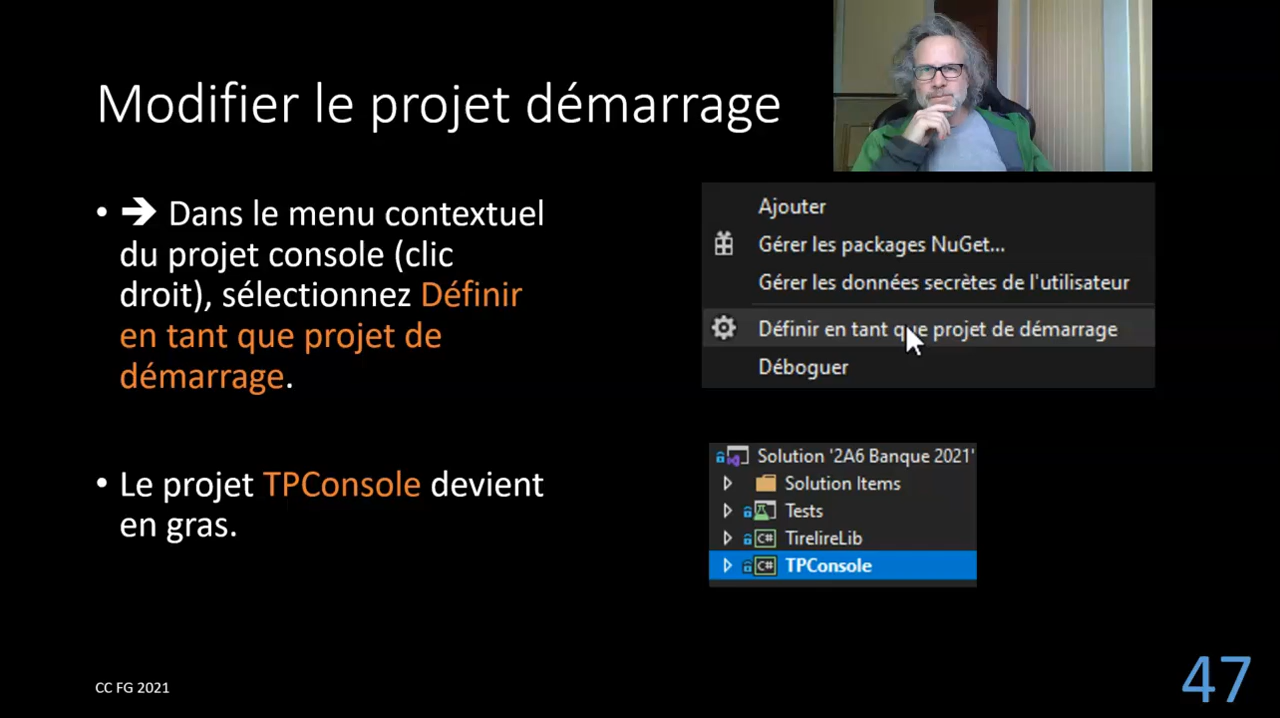 Modifier le projet démarrage
• 🡺 Dans le menu contextuel
du projet console (clic
droit), sélectionnez Définir
en tant que projet de
démarrage.
• Le projet TPConsole devient
en gras.
Ajouter
Gérer les packages NuGet...
Gérer les données secrètes de l'utilisateur
Définir en tant que projet de démarrage
Déboguer
Solution '2A6 Banque 2021'
Solution Items
Tests
C# TirelireLib
C# TPConsole
CC FG 2021
47